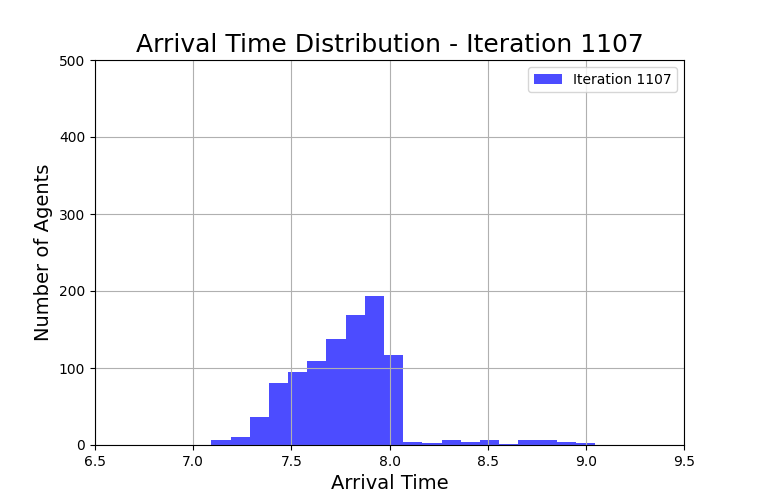 Arrival Time Distribution - Iteration 1107
Iteration 1107
500
400
300
200
100
0
Number of Agents
6.5 7.0 7.5 8.0 8.5 9.0 9.5
Arrival Time